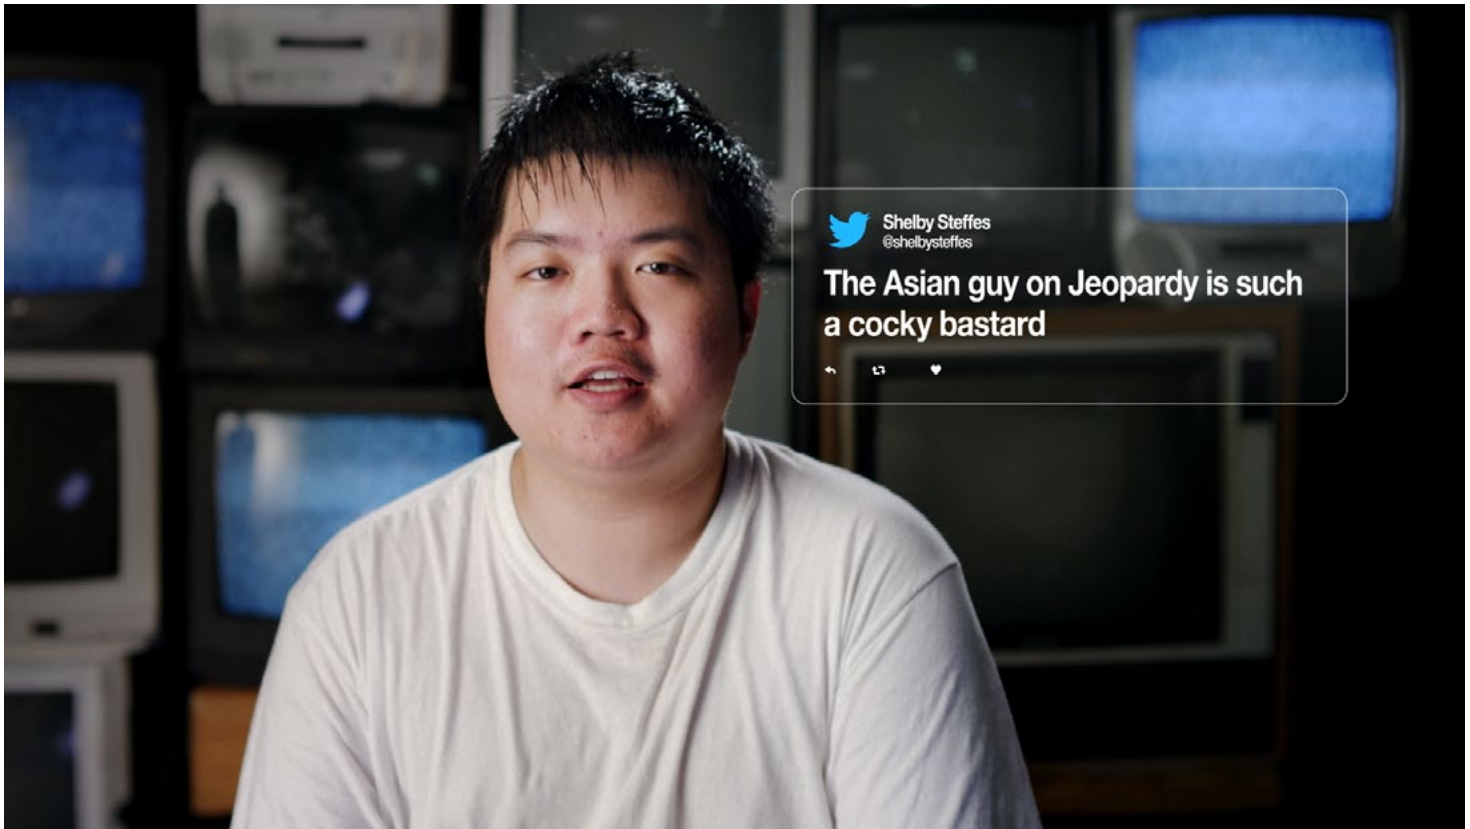 Shelby Steffes
@shelbysteffes
The Asian guy on Jeopardy is such
a cocky bastard